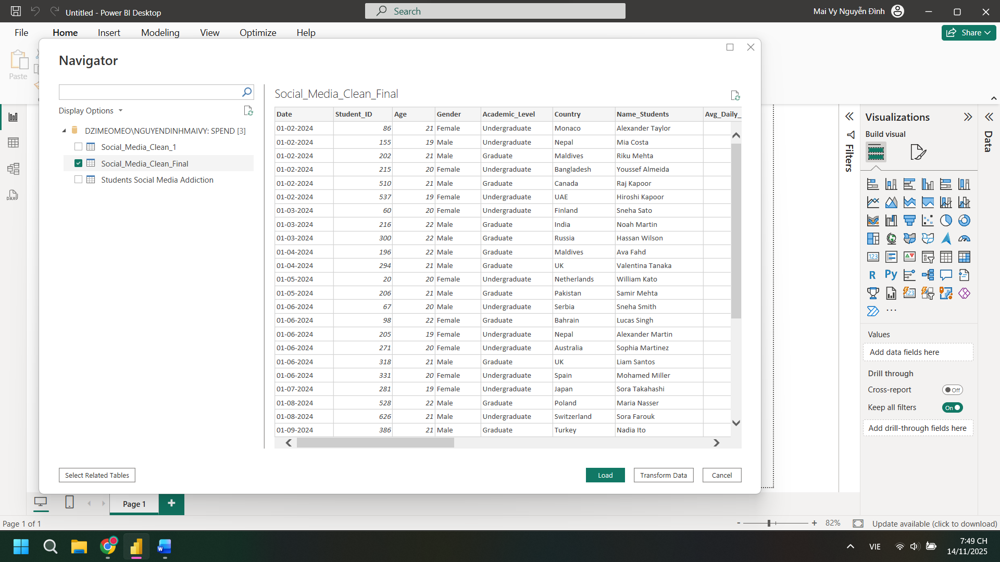 Untitled - Power BI Desktop
Search
Mai Vy Nguyễn Đình
File Home Insert Modeling View Optimize Help
Share
Paste
Navigator
Display Options
DZIMEOMEO\NGUYENDINHMAIVY: SPEND [3]
Social_Media_Clean_1
Social_Media_Clean_Final
Students Social Media Addiction
Social_Media_Clean_Final
Date Student_ID Age Gender Academic_Level Country Name_Students Avg_Daily_
01-02-2024 86 21 Female Undergraduate Monaco Alexander Taylor
01-02-2024 155 19 Male Undergraduate Nepal Mia Costa
01-02-2024 202 21 Male Graduate Maldives Riku Mehta
01-02-2024 215 20 Female Undergraduate Bangladesh Youssef Almeida
01-02-2024 510 21 Male Graduate Canada Raj Kapoor
01-02-2024 537 19 Female Undergraduate UAE Hiroshi Kapoor
01-03-2024 60 20 Female Undergraduate Finland Sneha Sato
01-03-2024 216 22 Male Graduate India Noah Martin
01-03-2024 300 22 Male Graduate Russia Hassan Wilson
01-04-2024 196 22 Male Graduate Maldives Ava Fahd
01-04-2024 294 21 Male Graduate UK Valentina Tanaka
01-05-2024 20 20 Female Undergraduate Netherlands William Kato
01-05-2024 206 21 Male Graduate Pakistan Samir Mehta
01-06-2024 67 20 Male Undergraduate Serbia Sneha Smith
01-06-2024 98 22 Female Graduate Bahrain Lucas Singh
01-06-2024 205 19 Female Undergraduate Nepal Alexander Martin
01-06-2024 271 20 Female Undergraduate Australia Sophia Martinez
01-06-2024 318 21 Male Graduate UK Liam Santos
01-06-2024 331 20 Female Undergraduate Spain Mohamed Miller
01-07-2024 281 19 Female Undergraduate Japan Sora Takahashi
01-08-2024 528 22 Male Graduate Poland Maria Nasser
01-08-2024 626 21 Male Undergraduate Switzerland Sora Farouk
01-09-2024 386 21 Male Graduate Turkey Nadia Ito
Select Related Tables
Load
Transform Data
Cancel
Filters
Visualizations
Build visual
123
R Py
123
...
Values
Add data fields here
Drill through
Cross-report Off
Keep all filters On
Add drill-through fields here
Data
DAX
Page 1
+
Page 1 of 1
- + 82%
Update available (click to download)
W
VIE
7:49 CH
14/11/2025